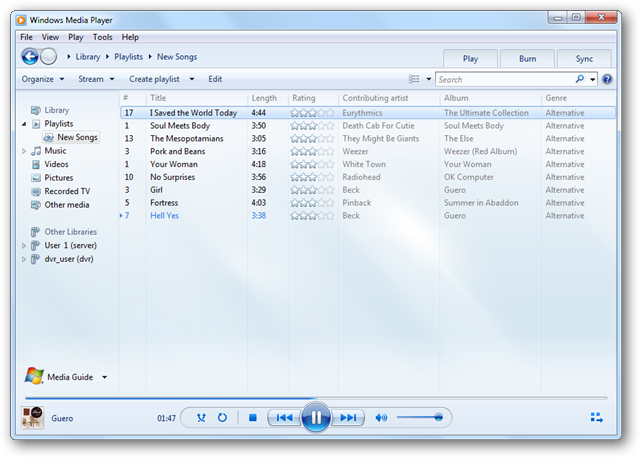 Windows Media Player
File View Play Tools Help
Library Playlists New Songs Play Burn Sync
Organize Stream Create playlist Edit Search
# Title Length Rating Contributing artist Album Genre
Library
Playlists
New Songs
Music
Videos
Pictures
Recorded TV
Other media
Other Libraries
User 1 (server)
dvr_user (dvr)
17 I Saved the World Today 4:44 Eurythmics The Ultimate Collection Alternative
1 Soul Meets Body 3:50 Death Cab For Cutie Soul Meets Body Alternative
13 The Mesopotamians 3:05 They Might Be Giants The Else Alternative
3 Pork and Beans 3:16 Weezer Weezer (Red Album) Alternative
1 Your Woman 4:18 White Town Your Woman Alternative
10 No Surprises 3:56 Radiohead OK Computer Alternative
3 Girl 3:29 Beck Guero Alternative
5 Fortress 4:03 Pinback Summer in Abaddon Alternative
7 Hell Yes 3:38 Beck Guero Alternative
Media Guide
Guero 01:47